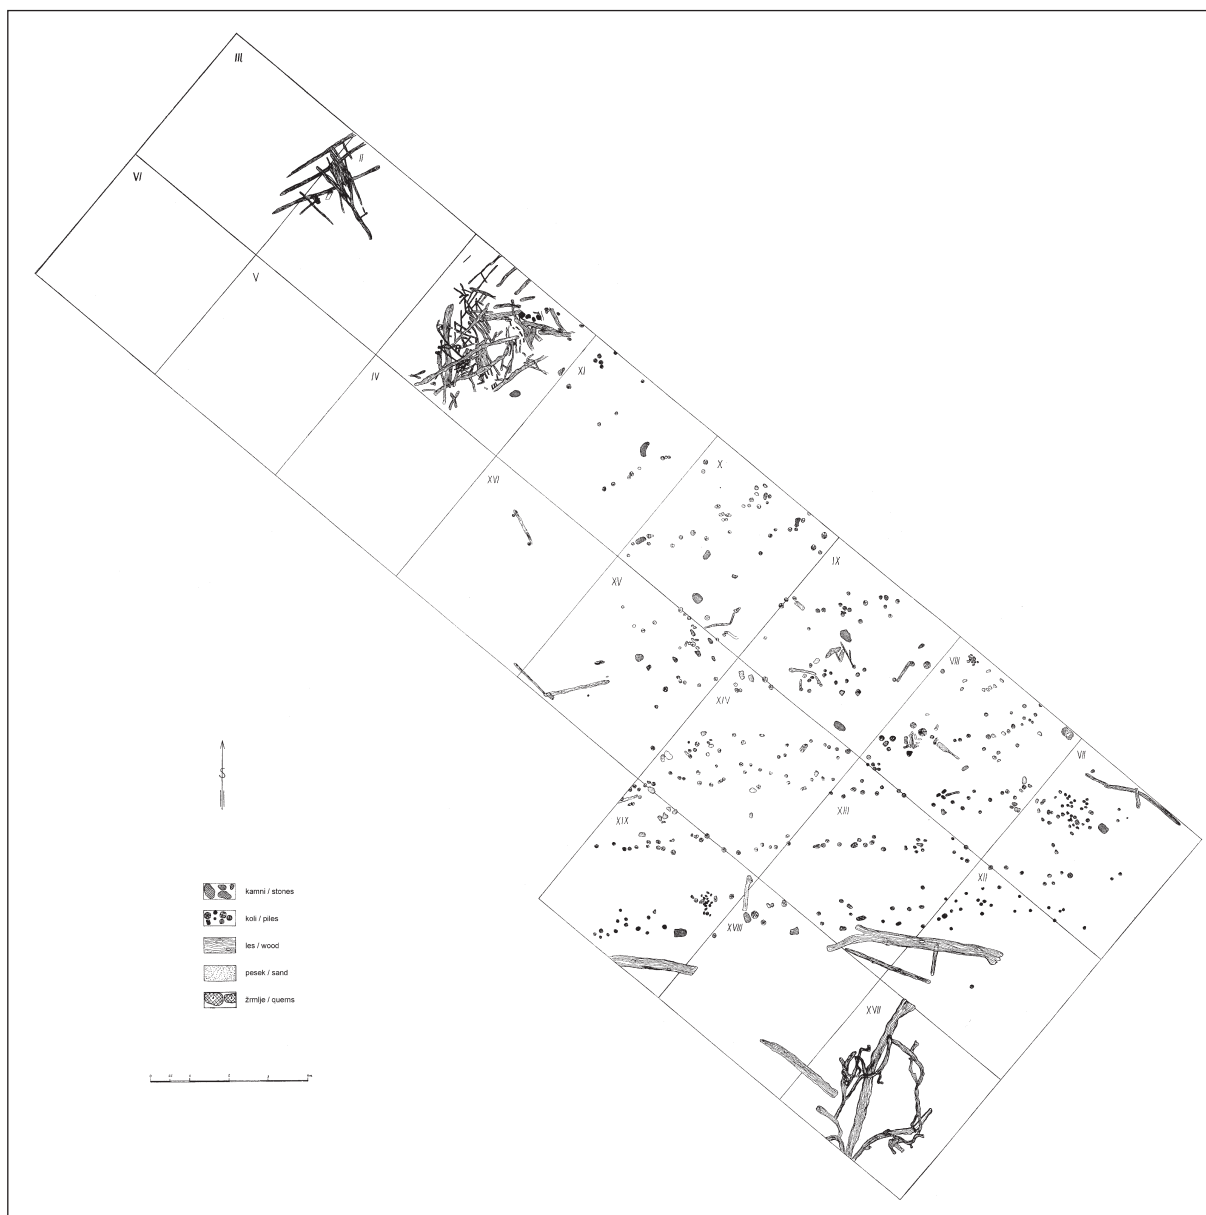 III
II
VI
V
IV
XI
XVI
X
XV
IX
VIII
XIV
VII
XIX
XIII
XII
XVIII
XVII
S
kamni / stones
koli / piles
les / wood
pesek / sand
žrmlje / querns
0